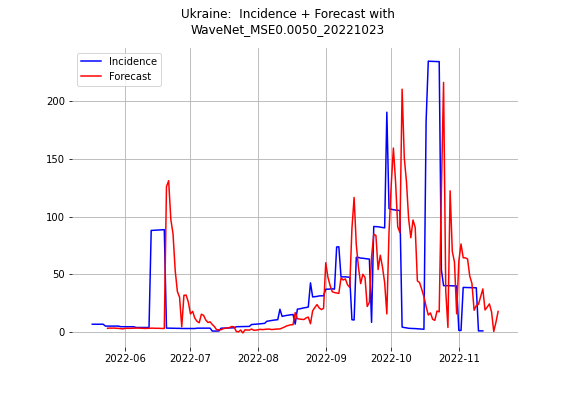 Ukraine:  Incidence + Forecast with
WaveNet_MSE0.0050_20221023
Incidence
Forecast
200
150
100
50
0
2022-06 2022-07 2022-08 2022-09 2022-10 2022-11